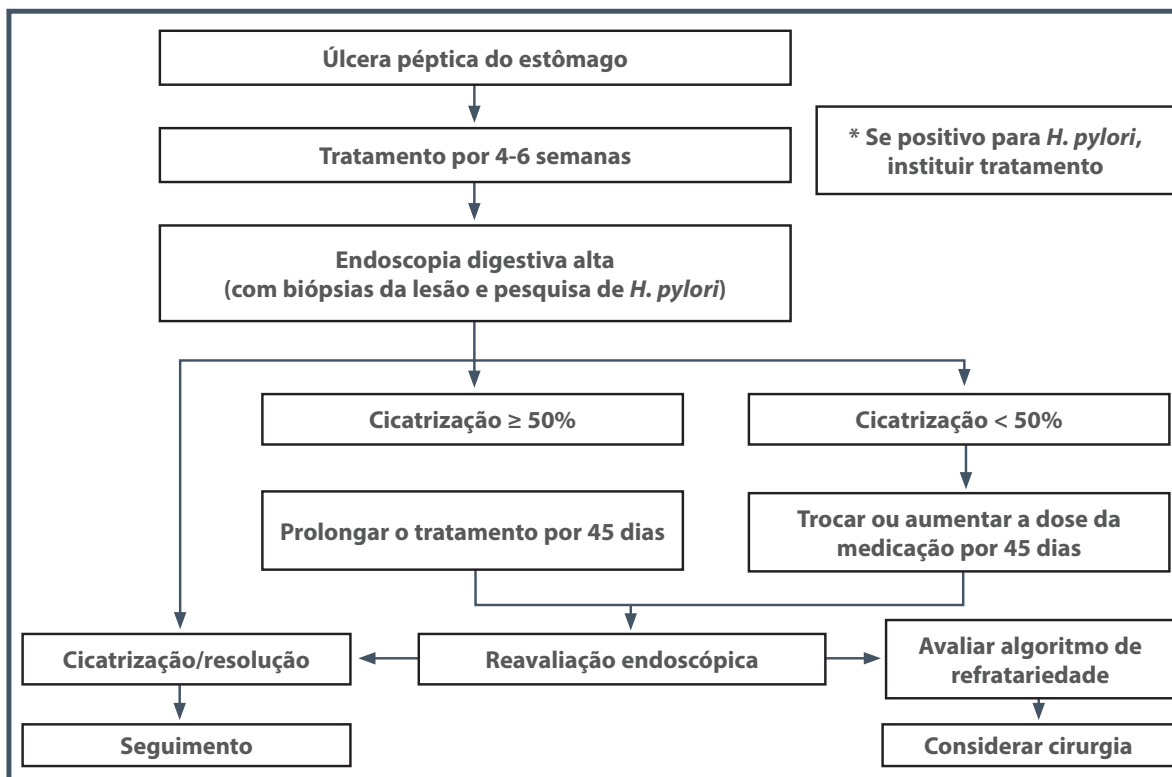 Úlcera péptica do estômago
Tratamento por 4-6 semanas
* Se positivo para H. pylori,
instituir tratamento
Endoscopia digestiva alta
(com biópsias da lesão e pesquisa de H. pylori)
Cicatrização ≥ 50%
Cicatrização < 50%
Prolongar o tratamento por 45 dias
Trocar ou aumentar a dose da
medicação por 45 dias
Cicatrização/resolução
Reavaliação endoscópica
Avaliar algoritmo de
refratariedade
Seguimento
Considerar cirurgia